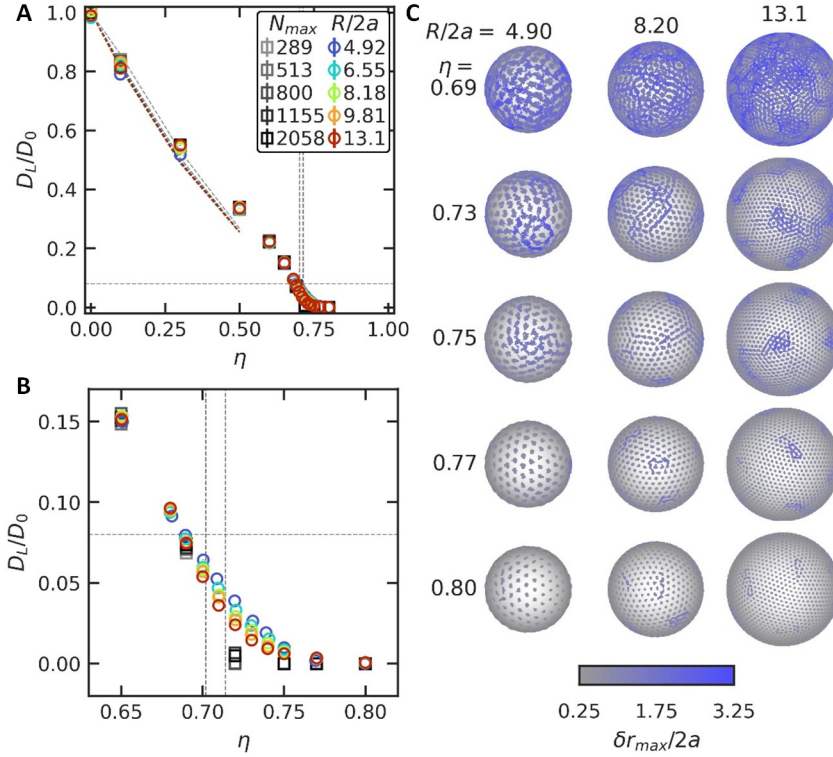 A
1.0
0.8
0.6
0.4
0.2
0.0
D_L/D_0
0.00 0.25 0.50 0.75 1.00
η
N_max R/2a
289 4.92
513 6.55
800 8.18
1155 9.81
2058 13.1
B
0.15
0.10
0.05
0.00
D_L/D_0
0.65 0.70 0.75 0.80
η
C
R/2a = 4.90 8.20 13.1
η =
0.69
0.73
0.75
0.77
0.80
0.25 1.75 3.25
δr_max/2a